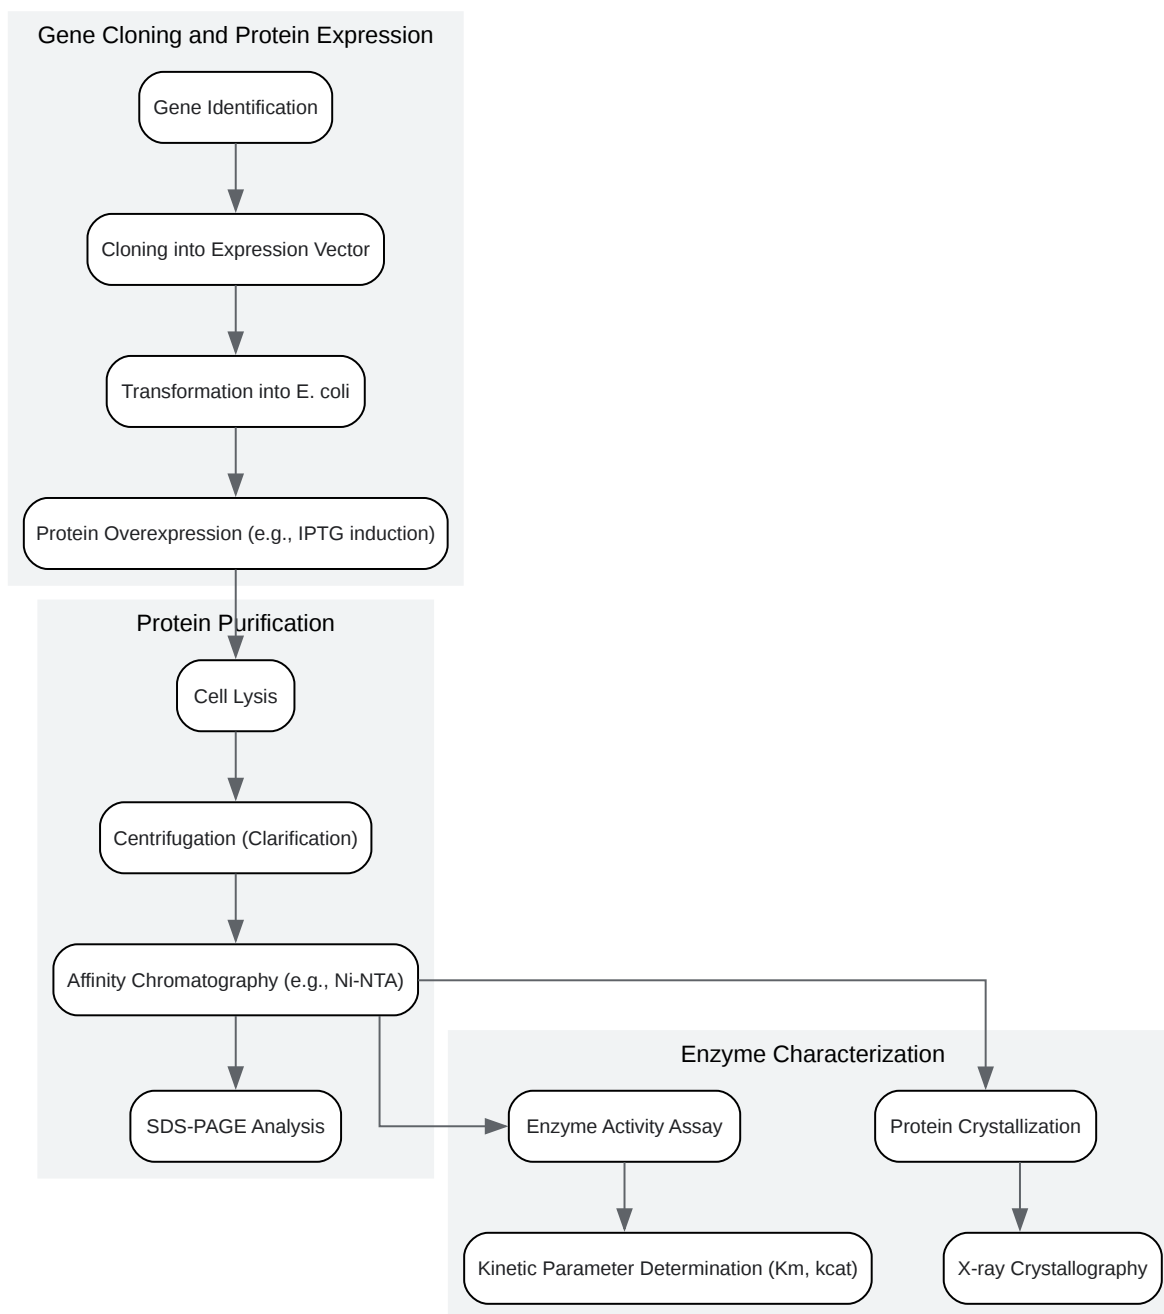 Gene Cloning and Protein Expression
Gene Identification
Cloning into Expression Vector
Transformation into E. coli
Protein Overexpression (e.g., IPTG induction)
Protein Purification
Cell Lysis
Centrifugation (Clarification)
Affinity Chromatography (e.g., Ni-NTA)
SDS-PAGE Analysis
Enzyme Characterization
Enzyme Activity Assay
Protein Crystallization
Kinetic Parameter Determination (Km, kcat)
X-ray Crystallography